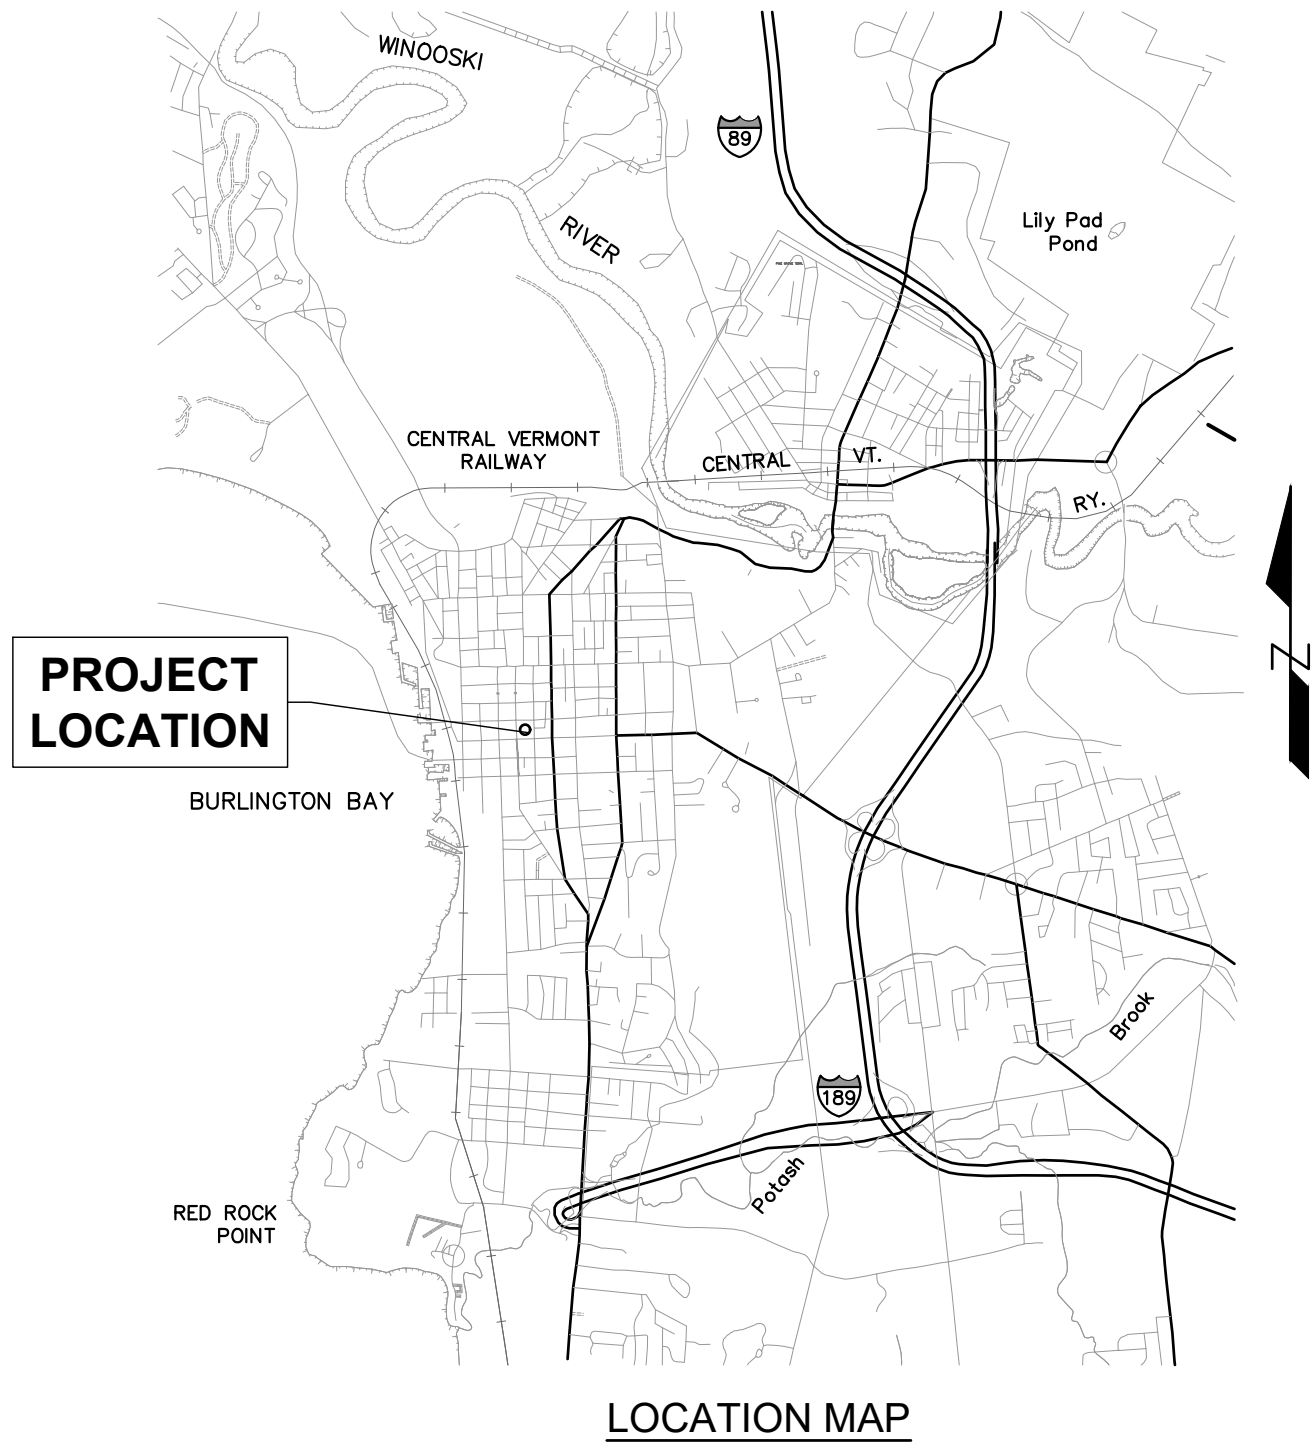 WINOOSKI
89
RIVER
Lily Pad
Pond
CENTRAL VERMONT
RAILWAY
CENTRAL
VT.
RY.
PROJECT
LOCATION
N
BURLINGTON BAY
Brook
189
Potash
RED ROCK
POINT
LOCATION MAP